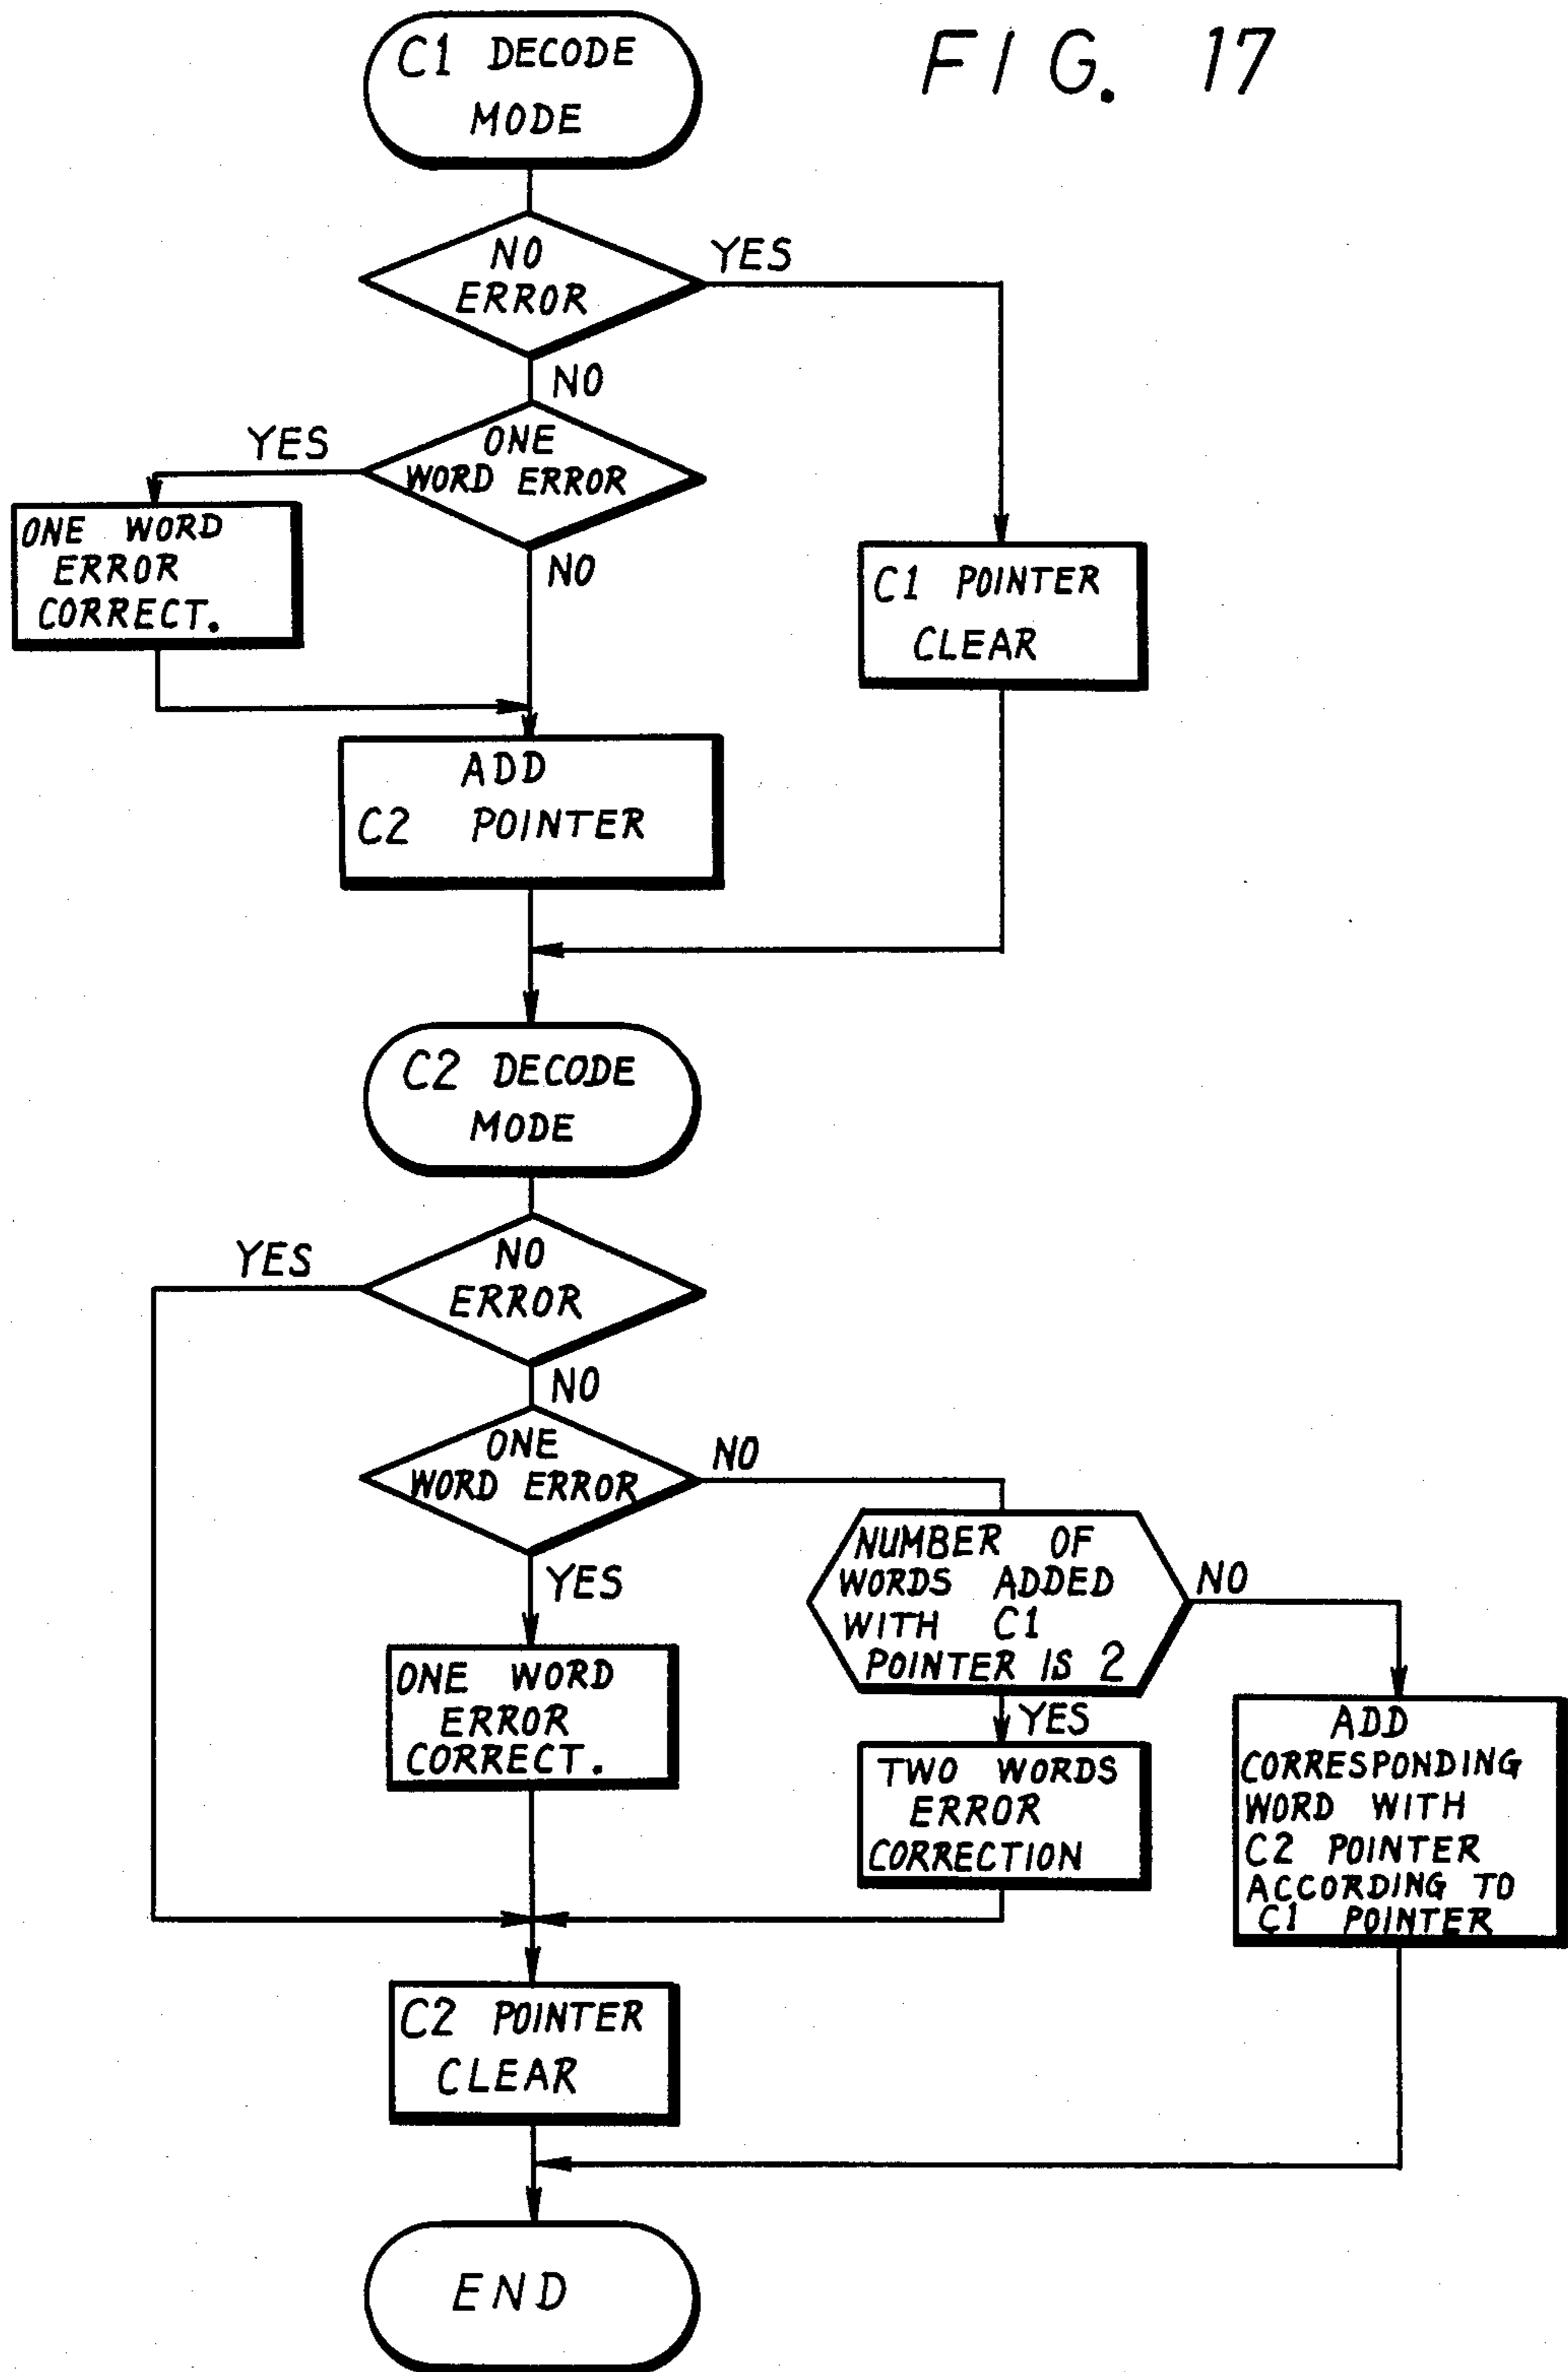 FIG. 17
C1 DECODE
MODE
NO
ERROR
YES
NO
ONE
WORD ERROR
YES
NO
ONE WORD
ERROR
CORRECT.
C1 POINTER
CLEAR
ADD
C2 POINTER
C2 DECODE
MODE
NO
ERROR
YES
NO
ONE
WORD ERROR
NO
YES
NUMBER OF
WORDS ADDED
WITH C1
POINTER IS 2
NO
YES
ONE WORD
ERROR
CORRECT.
TWO WORDS
ERROR
CORRECTION
ADD
CORRESPONDING
WORD WITH
C2 POINTER
ACCORDING TO
C1 POINTER
C2 POINTER
CLEAR
END